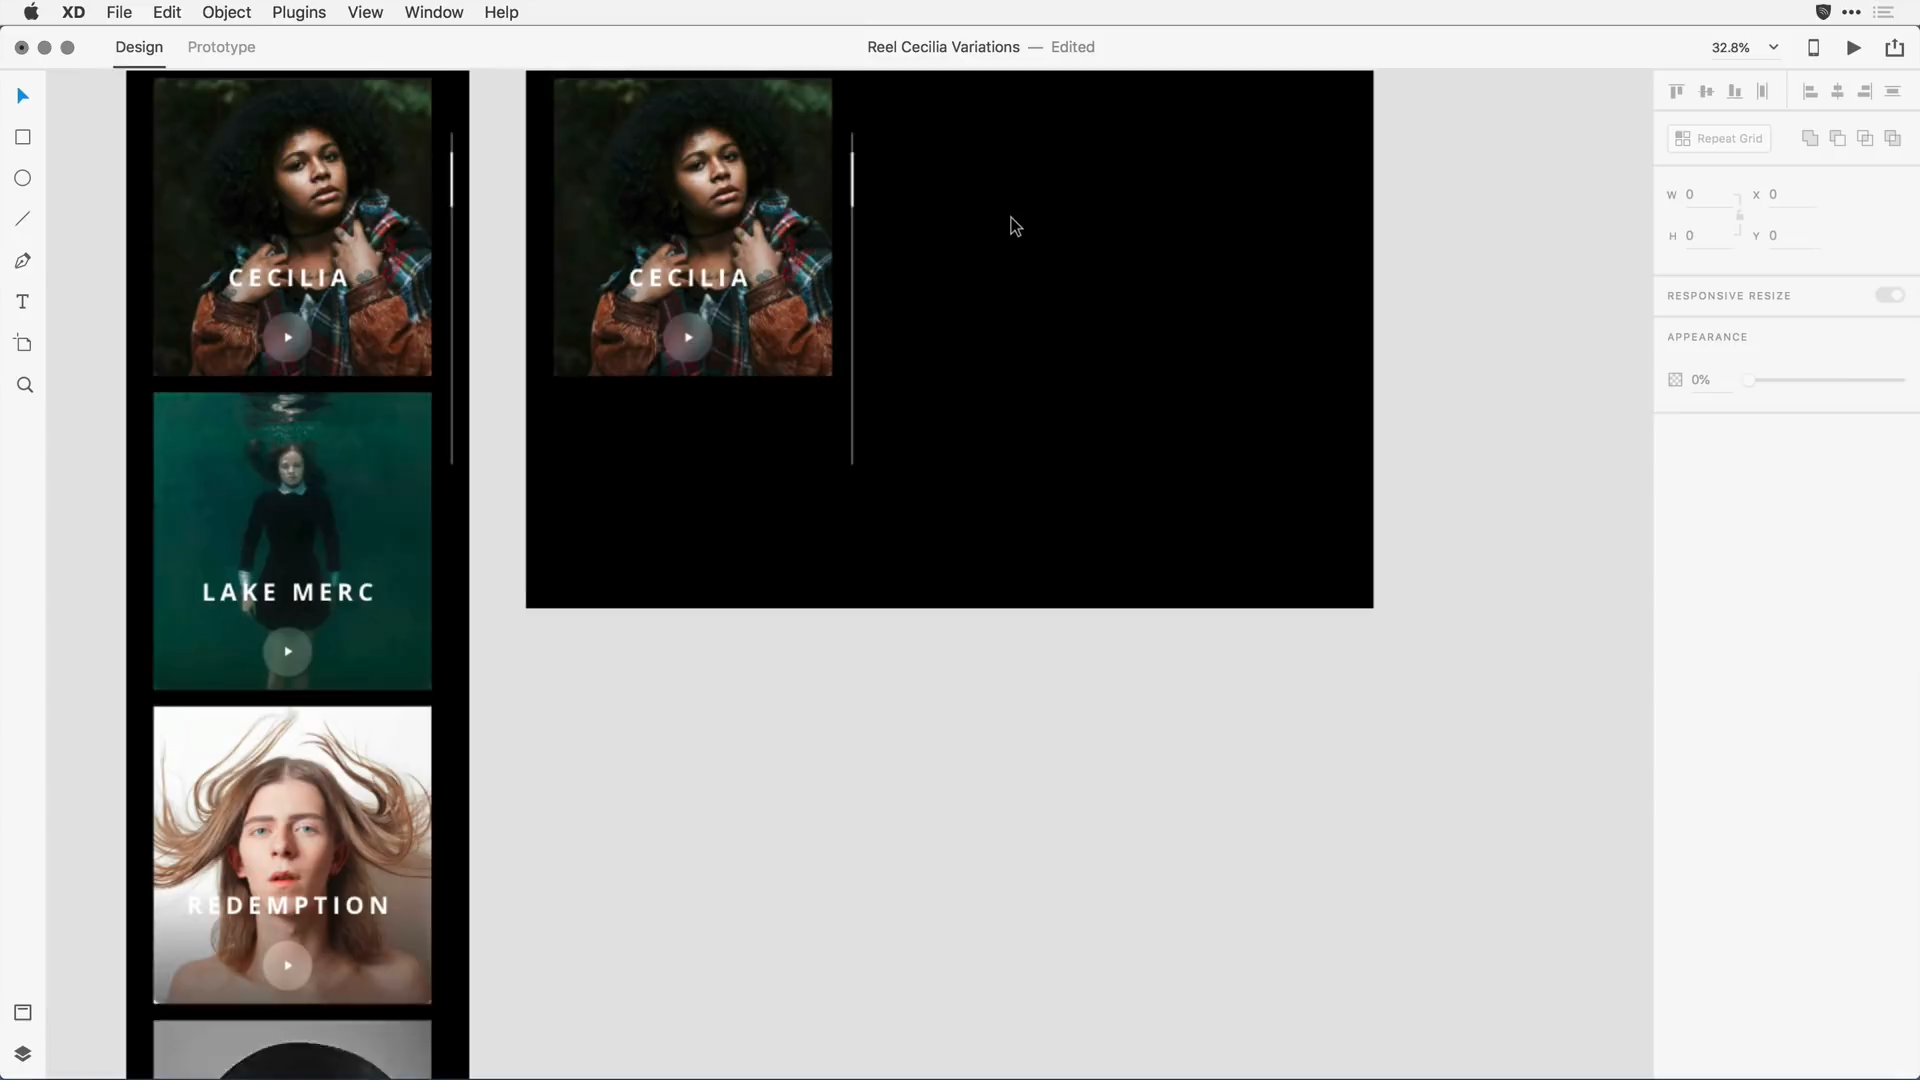 XD File Edit Object Plugins View Window Help
Design Prototype Reel Cecilia Variations — Edited 32.8%
Repeat Grid
W 0 X 0
H 0 Y 0
RESPONSIVE RESIZE
APPEARANCE
0%
T
CECILIA
CECILIA
LAKE MERC
REDEMPTION